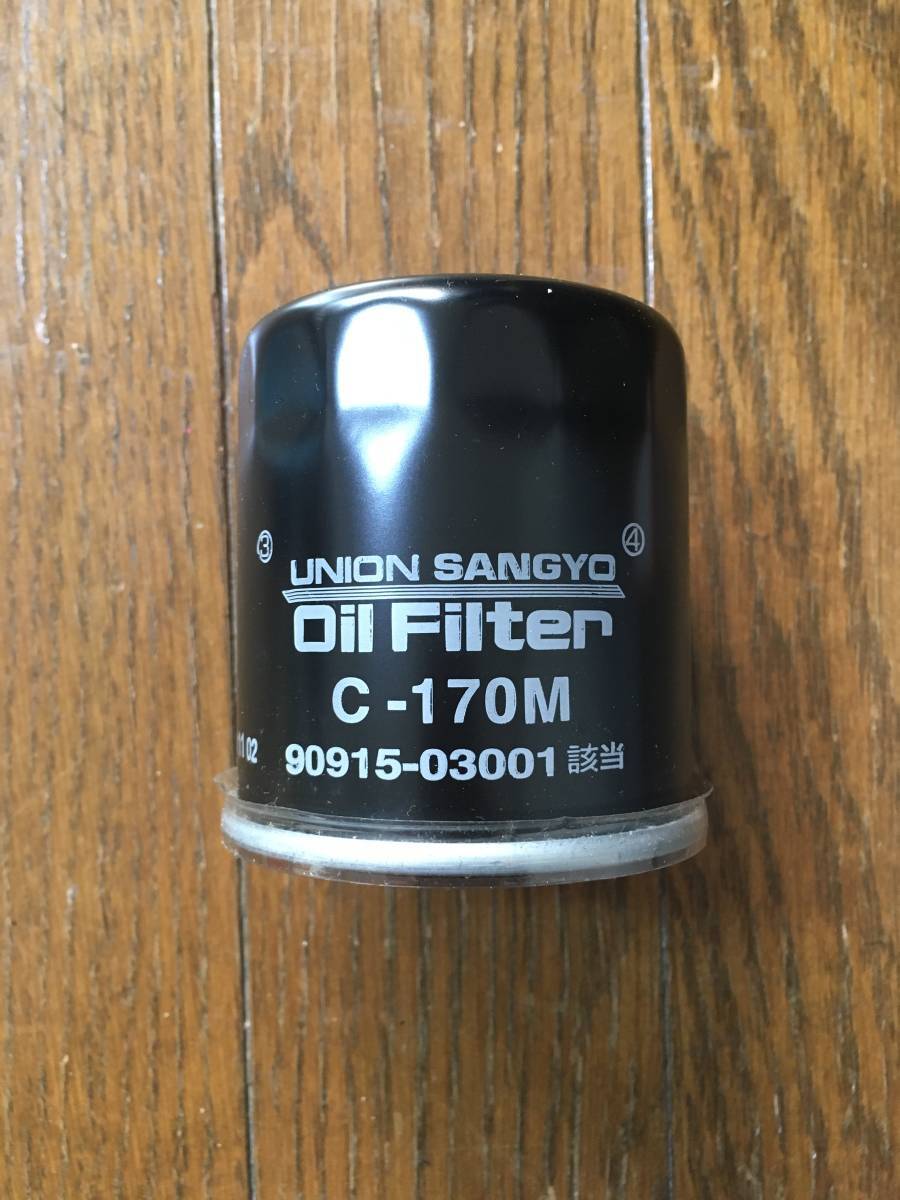 ③
④
UNION SANGYO
Oil Filter
C -170M
90915-03001 該当